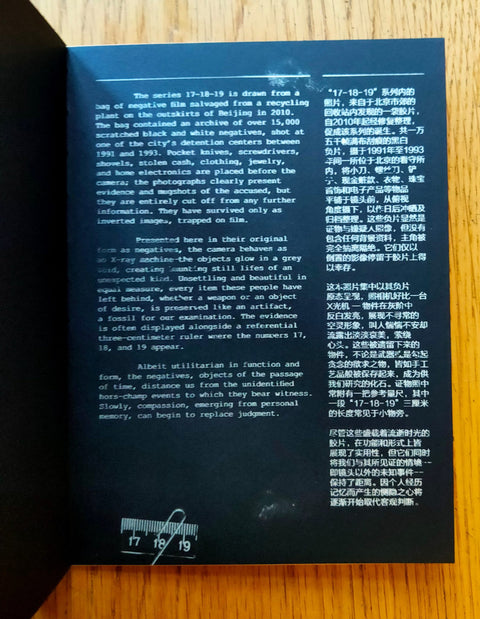 The series 17-18-19 is drawn from a
bag of negative film salvaged from a recycling
plant on the outskirts of Beijing in 2010.
The bag contained an archive of over 15,000
scratched black and white negatives, shot at
one of the city's detention centers between
1991 and 1993. Pocket knives, screwdrivers,
shovels, stolen cash, clothing, jewelry,
and home electronics are placed before the
camera; the photographs clearly present
evidence and mugshots of the accused, but
they are entirely cut off from any further
information. They have survived only as
inverted images, trapped on film.
Presented here in their original
form as negatives, the camera behaves as
an X-ray machine—the objects glow in a grey
void, creating haunting still lifes of an
unexpected kind. Unsettling and beautiful in
equal measure, every item these people have
left behind, whether a weapon or an object
of desire, is preserved like an artifact,
a fossil for our examination. The evidence
is often displayed alongside a referential
three-centimeter ruler where the numbers 17,
18, and 19 appear.
Albeit utilitarian in function and
form, the negatives, objects of the passage
of time, distance us from the unidentified
hors-champ events to which they bear witness.
Slowly, compassion, emerging from personal
memory, can begin to replace judgment.
“17-18-19”系列内的
照片，来自于北京市郊的
回收站内发现的一袋胶片，
自2010年起经修复整理，
促成该系列的诞生。共一万
五千帧满布刮痕的黑白
负片，摄于1991年至1993
年间一所位于北京的看守所
内，将小刀、螺丝刀、铲
子、现金赃款、衣物、珠宝
首饰和电子产品等物品
平铺于镜头前，从俯视
角度摄下，以作日后冲晒及
归档整理。这些负片显然是
证物与嫌疑人照像，但没有
包含任何背景资料，主角被
完全抽离隔绝。它们仅以
倒置的影像停留于胶片上得
以幸存。
这本照片集中以其负片
原态呈现，照相机好比一台
X光机——物件在灰阶中
反白发亮，展现不寻常的
空灵形象，叫人惴惴不安却
流露出淡淡哀美，萦绕
心头。这些被遗留下来的
物件，不论是武器或是勾起
贪念的欲求之物，皆如手工
艺品般被保存起来，成为供
我们研究的化石。证物照中
常附有一把参考量尺，其中
一段“17-18-19”三厘米
的长度常见于小物旁。
尽管这些盛载着流逝时光的
胶片，在功能和形式上皆
展现了实用性，但它们同时
将我们与其所见证的情境——
即镜头以外的未知事件——
保持了距离。因个人经历
记忆而产生的恻隐之心将
逐渐开始取代客观判断。
17 18 19